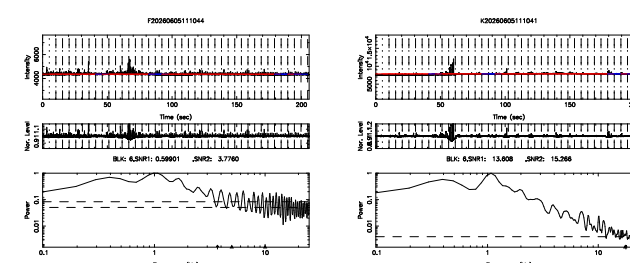 F20260605111044
K20260605111041
Intensity
6000
4000
0
50
100
150
200
Time (sec)
Intensity
5000
0
50
100
150
Time (sec)
Nor. Level
Nor. Level
BLK: 6,SNR1: 0.59901 ,SNR2: 3.7760
BLK: 6,SNR1: 13.608 ,SNR2: 15.266
Power
1
0.1
0.01
0.1
1
10
Power
1
0.1
0.01
0.1
1
10